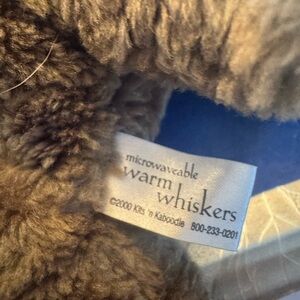 microwaveable
warm
whiskers
©2000 Kits 'n Kaboodle 800-233-0201